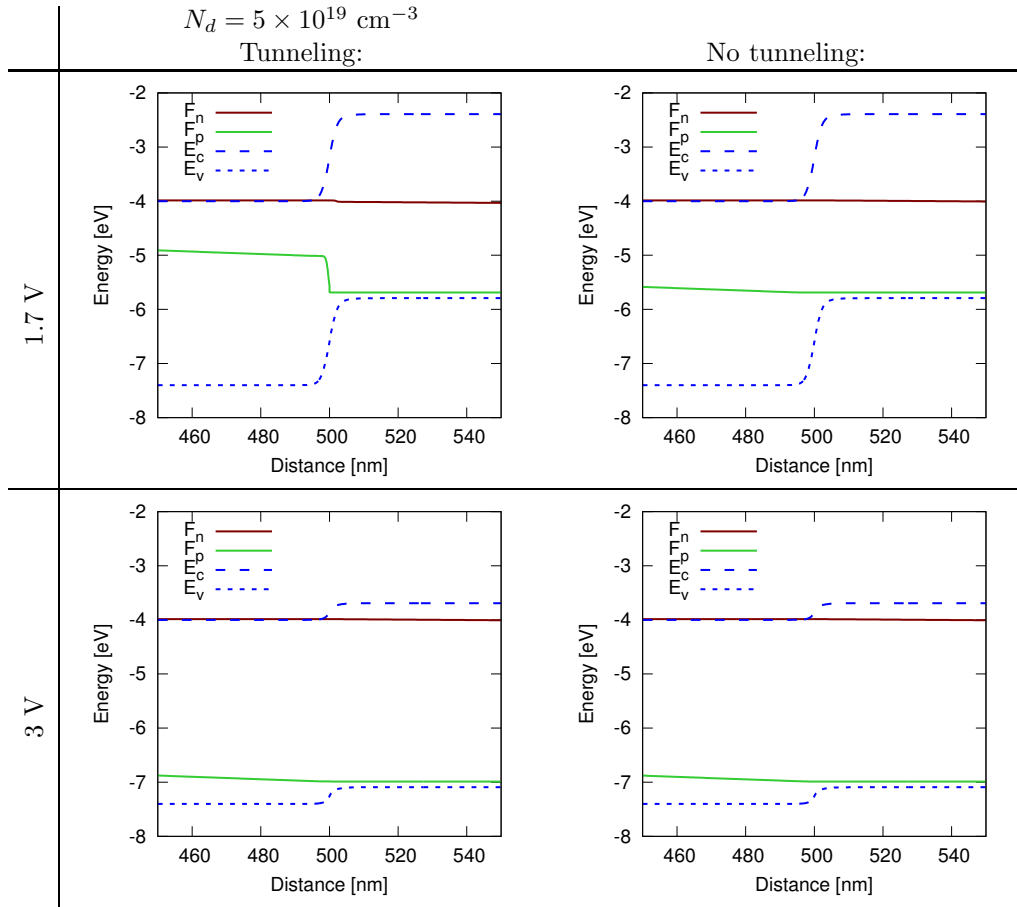 N_d = 5 × 10^19 cm^−3
Tunneling: No tunneling:
1.7 V
F_n
F_p
E_c
E_v
-2
-3
-4
-5
-6
-7
-8
460 480 500 520 540
Energy [eV]
Distance [nm]
F_n
F_p
E_c
E_v
-2
-3
-4
-5
-6
-7
-8
460 480 500 520 540
Energy [eV]
Distance [nm]
3 V
F_n
F_p
E_c
E_v
-2
-3
-4
-5
-6
-7
-8
460 480 500 520 540
Energy [eV]
Distance [nm]
F_n
F_p
E_c
E_v
-2
-3
-4
-5
-6
-7
-8
460 480 500 520 540
Energy [eV]
Distance [nm]